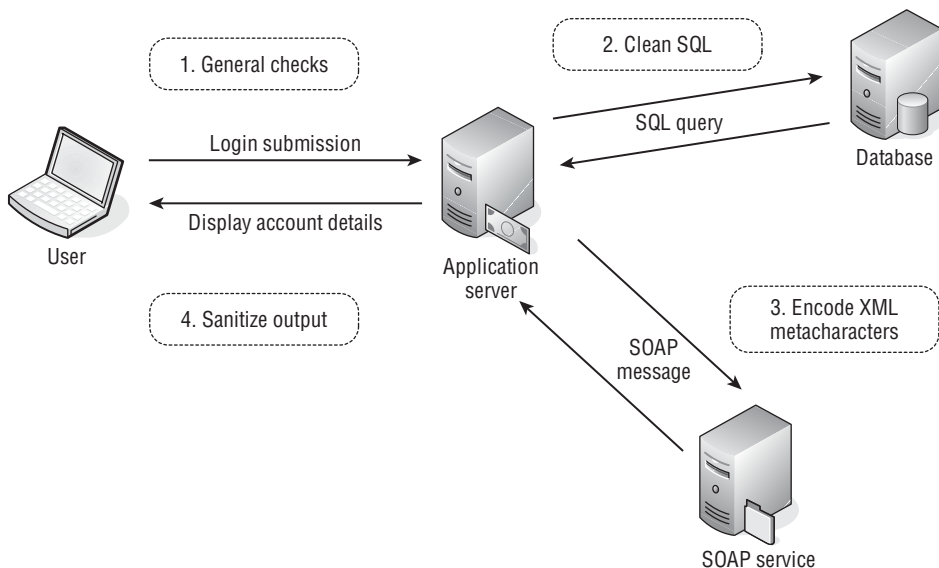 1. General checks
2. Clean SQL
Login submission
SQL query
Database
Display account details
User
Application
server
4. Sanitize output
3. Encode XML
metacharacters
SOAP
message
SOAP service